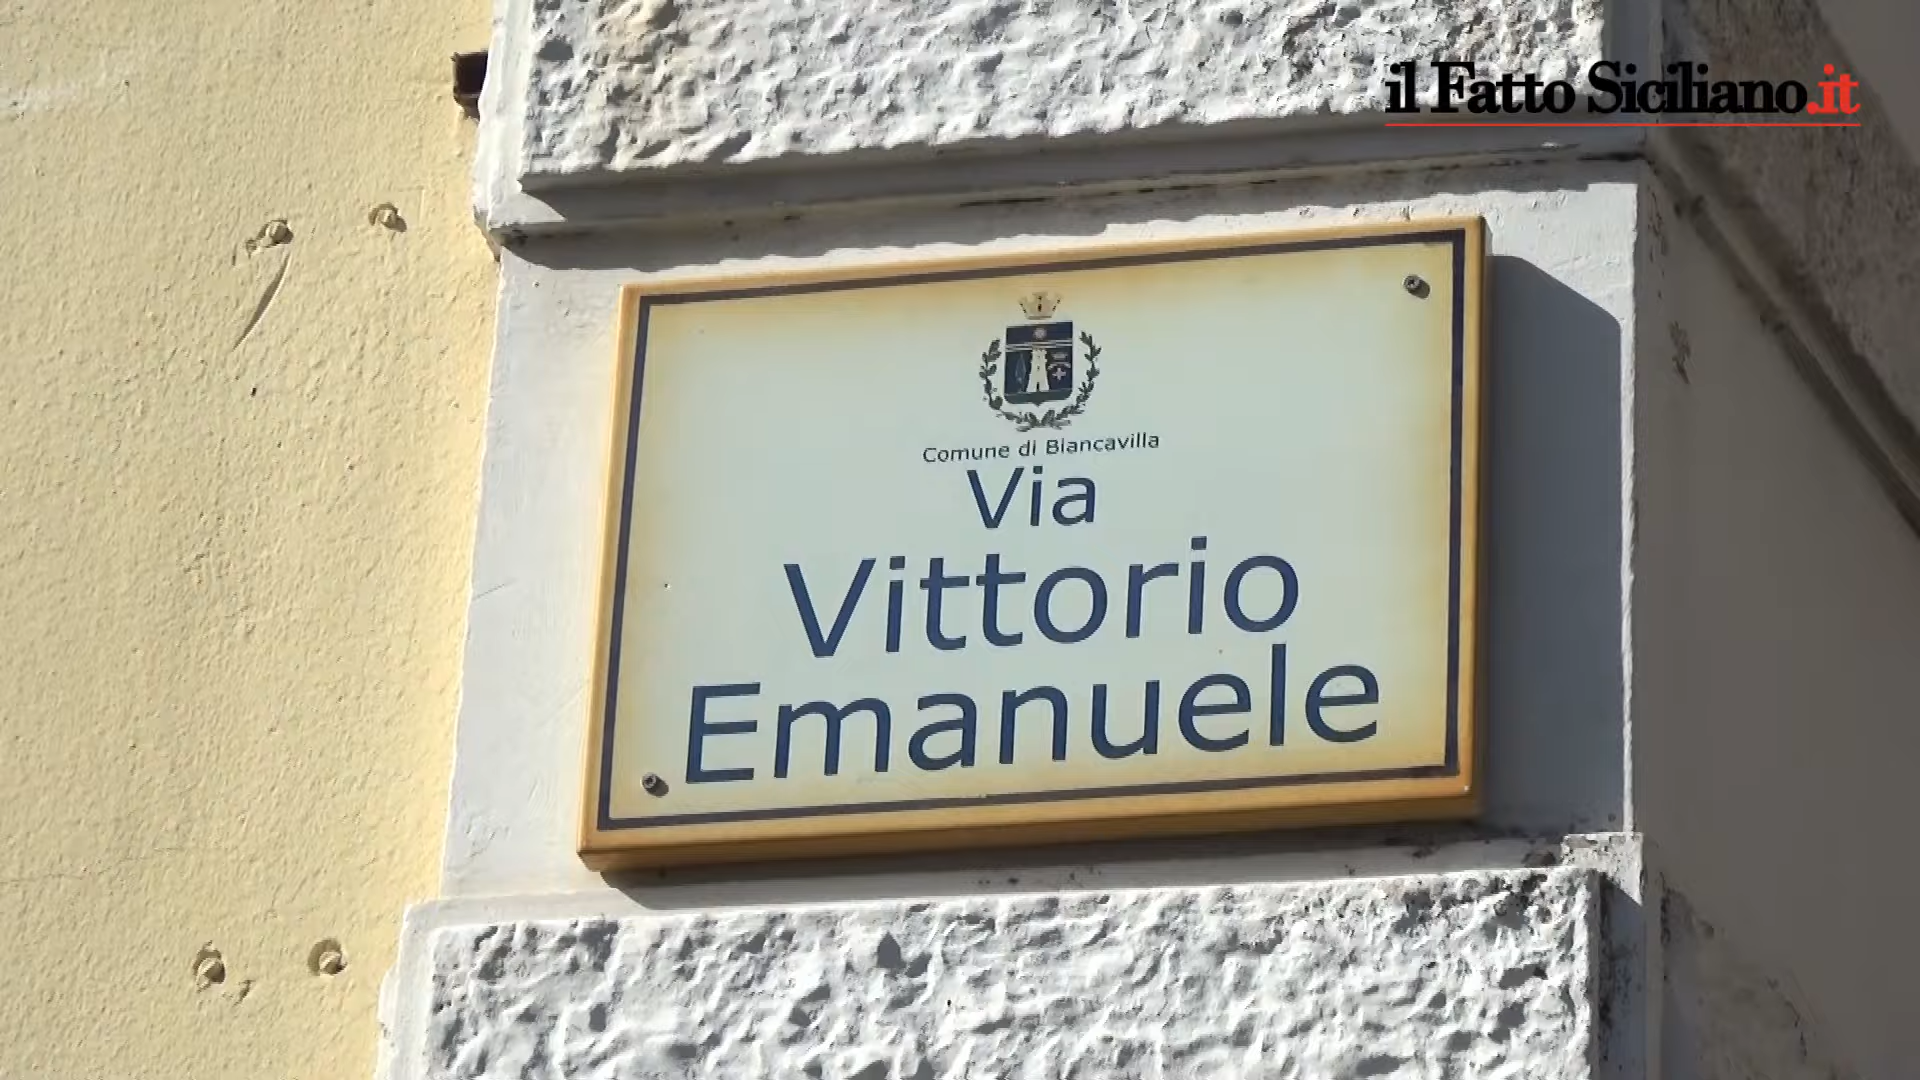 il Fatto Siciliano.it
Comune di Biancavilla
Via
Vittorio
Emanuele